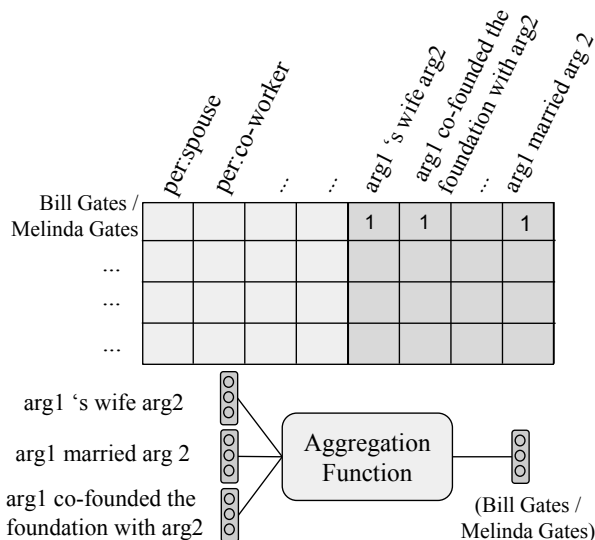 per:spouse
per:co-worker
...
...
arg1 ‘s wife arg2
arg1 co-founded the
foundation with arg2
...
arg1 married arg 2
Bill Gates /
Melinda Gates
1
1
1
...
...
...
arg1 ‘s wife arg2
arg1 married arg 2
arg1 co-founded the
foundation with arg2
Aggregation
Function
(Bill Gates /
Melinda Gates)